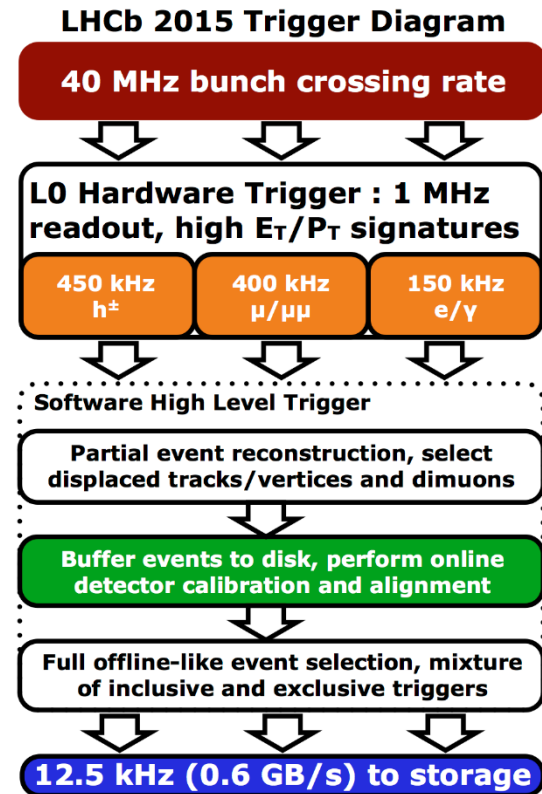 LHCb 2015 Trigger Diagram
40 MHz bunch crossing rate
L0 Hardware Trigger : 1 MHz
readout, high Eᴛ/Pᴛ signatures
450 kHz
h±
400 kHz
μ/μμ
150 kHz
e/γ
Software High Level Trigger
Partial event reconstruction, select
displaced tracks/vertices and dimuons
Buffer events to disk, perform online
detector calibration and alignment
Full offline-like event selection, mixture
of inclusive and exclusive triggers
12.5 kHz (0.6 GB/s) to storage